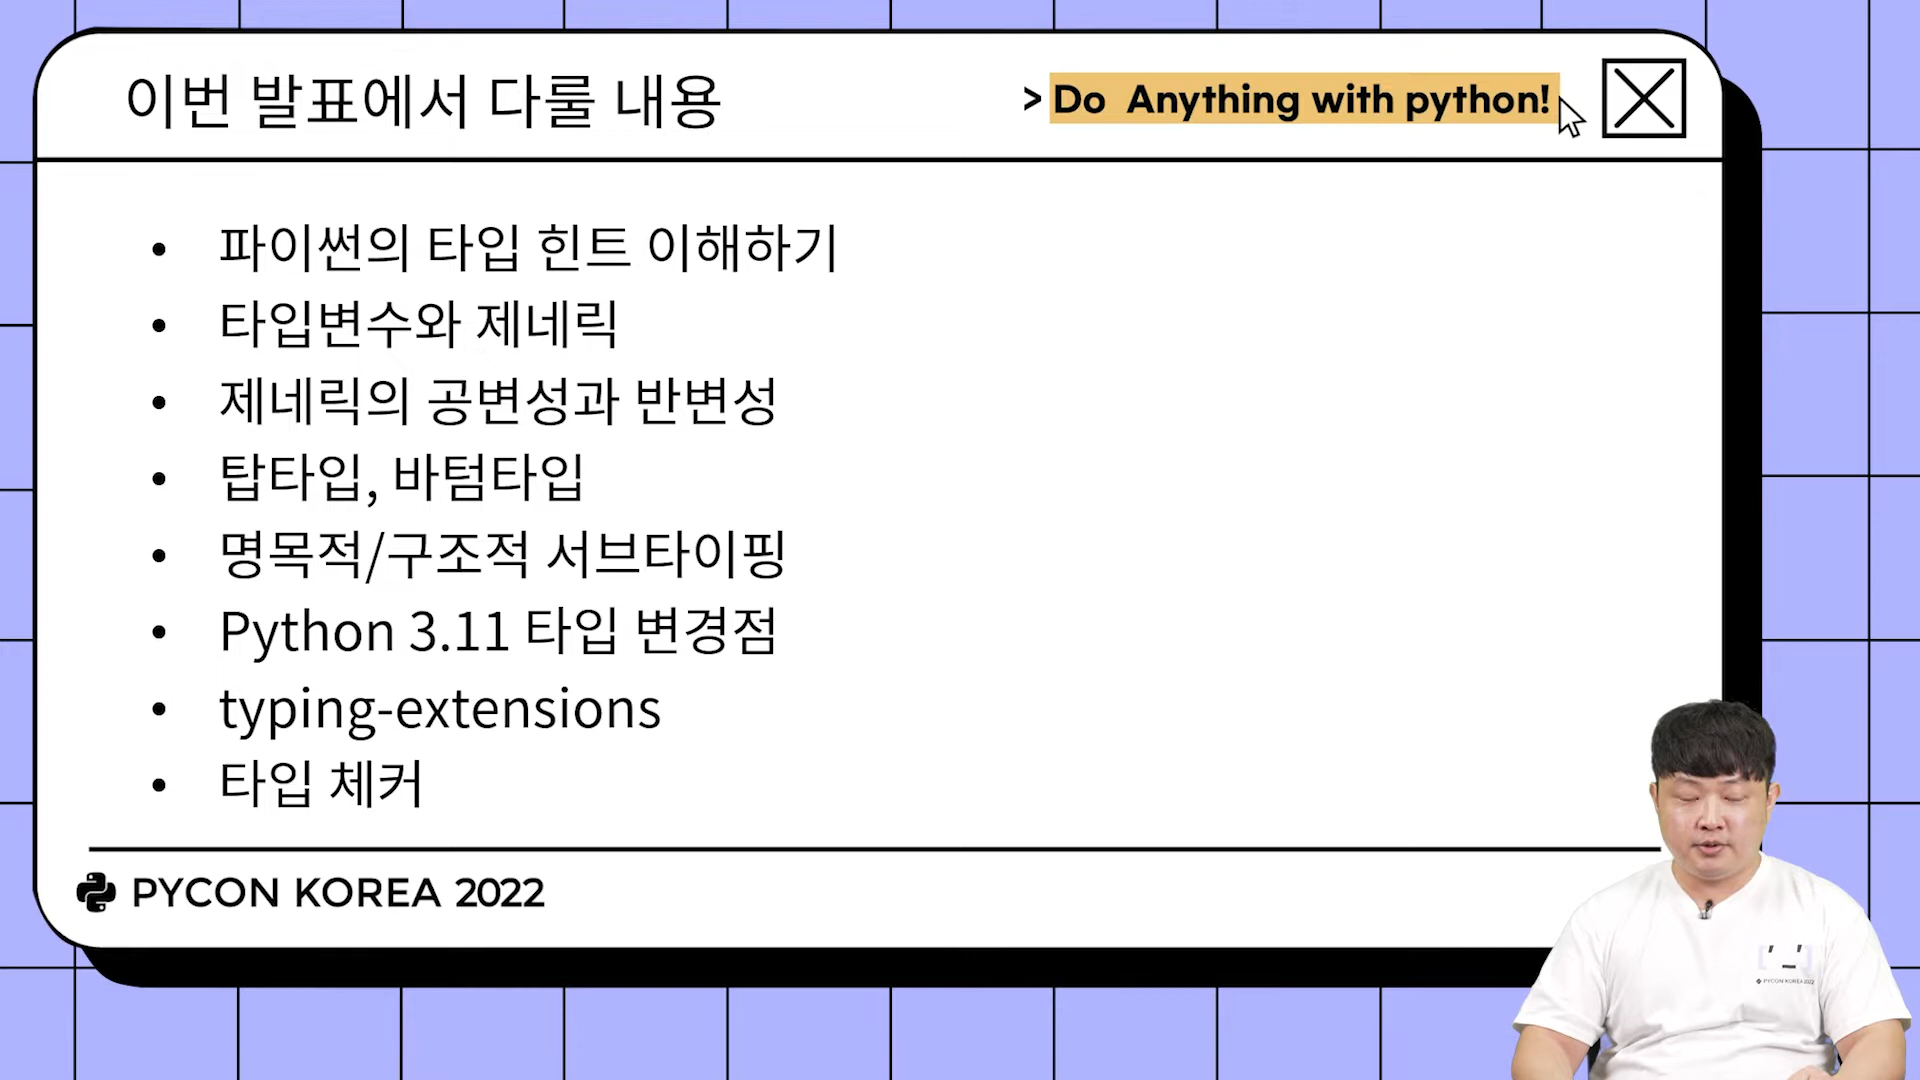 이번 발표에서 다룰 내용
> Do Anything with python!
• 파이썬의 타입 힌트 이해하기
• 타입변수와 제네릭
• 제네릭의 공변성과 반변성
• 탑타입, 바텀타입
• 명목적/구조적 서브타이핑
• Python 3.11 타입 변경점
• typing-extensions
• 타입 체커
PYCON KOREA 2022
[ ' _ ' ]
PYCON KOREA 2022